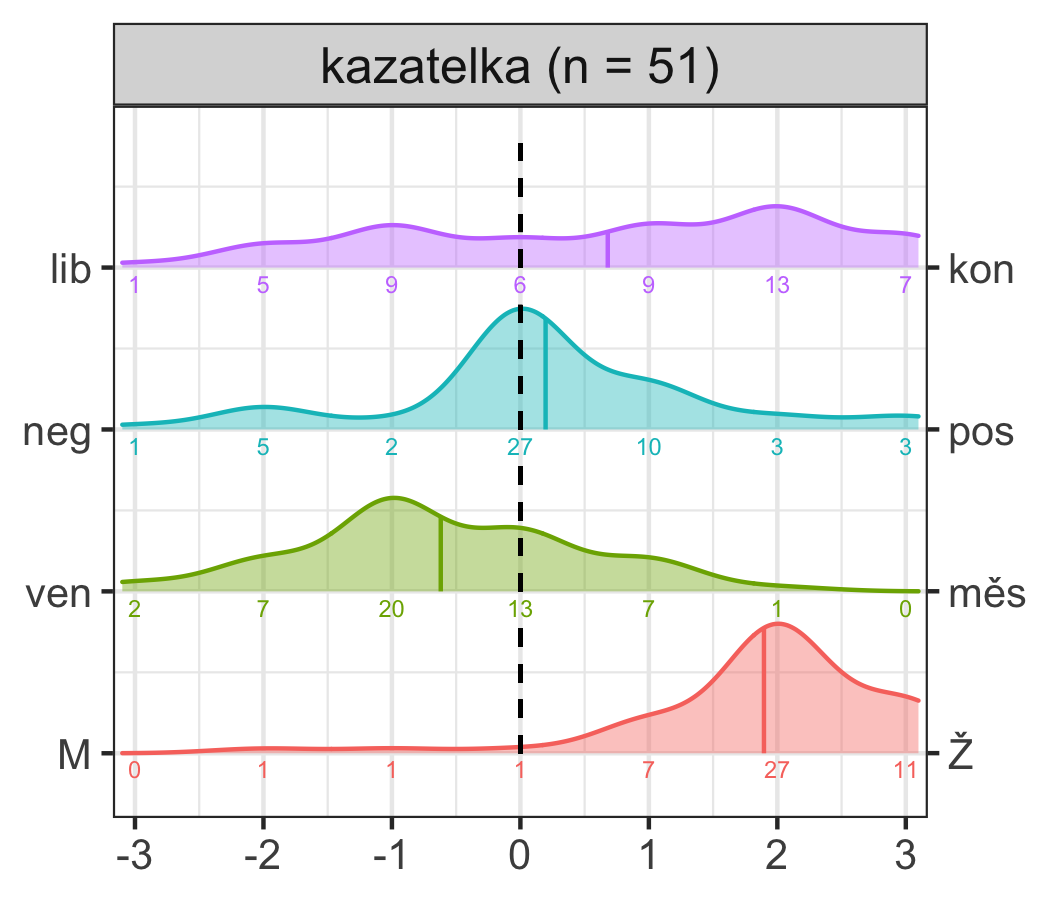 kazatelka (n = 51)
lib kon
1 5 9 6 9 13 7
neg pos
1 5 2 27 10 3 3
ven měs
2 7 20 13 7 1 0
M Ž
0 1 1 1 7 27 11
-3 -2 -1 0 1 2 3